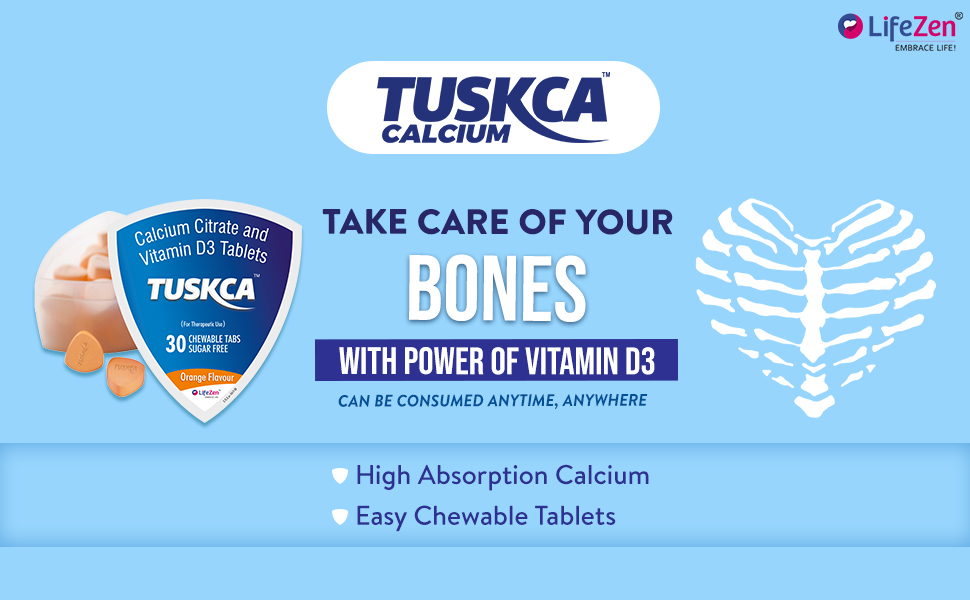 LifeZen®
EMBRACE LIFE!
TUSKCA™
CALCIUM
Calcium Citrate and
Vitamin D3 Tablets
TUSKCA™
(For Therapeutic Use)
30 CHEWABLE TABS
SUGAR FREE
Orange Flavour
LifeZen
TAKE CARE OF YOUR
BONES
WITH POWER OF VITAMIN D3
CAN BE CONSUMED ANYTIME, ANYWHERE
TUSKCA
TUSKCA
High Absorption Calcium
Easy Chewable Tablets